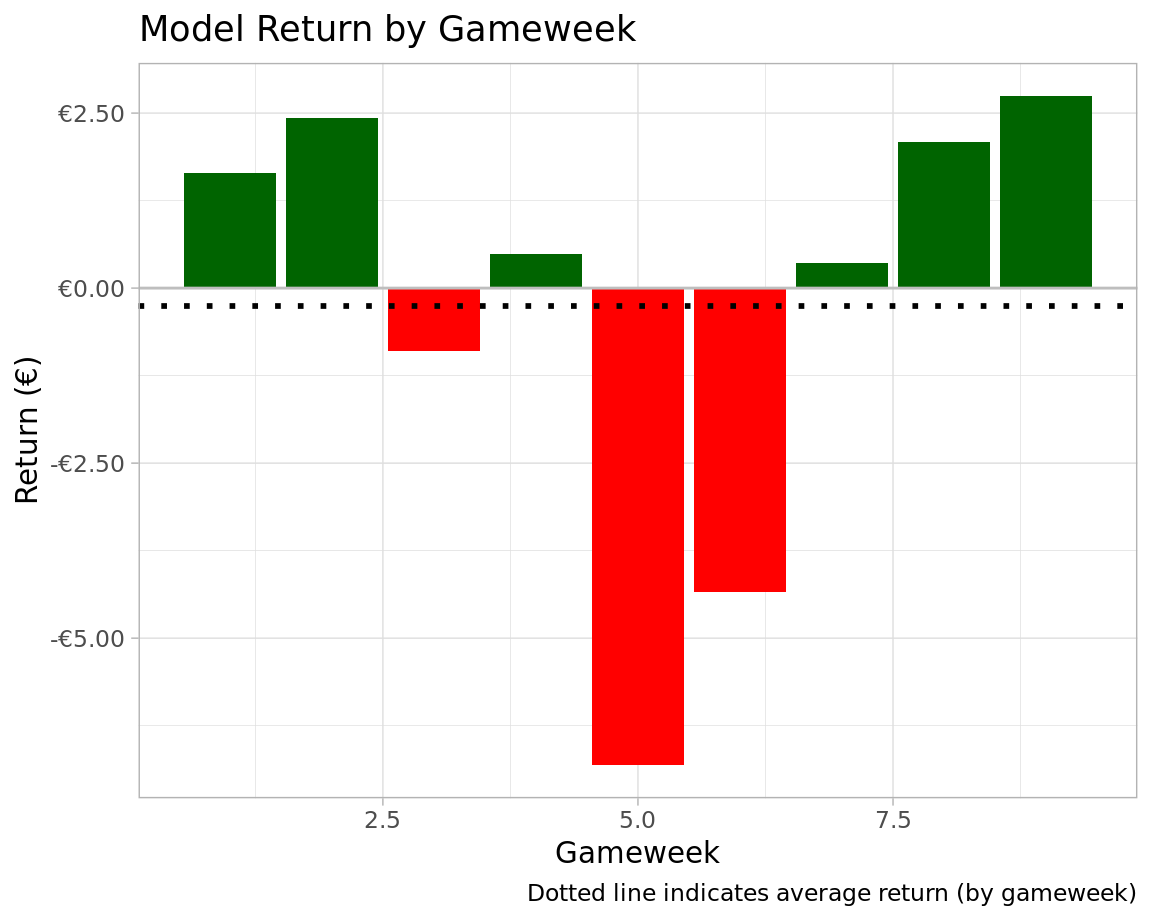 Model Return by Gameweek
€2.50
€0.00
-€2.50
-€5.00
Return (€)
2.5
5.0
7.5
Gameweek
Dotted line indicates average return (by gameweek)